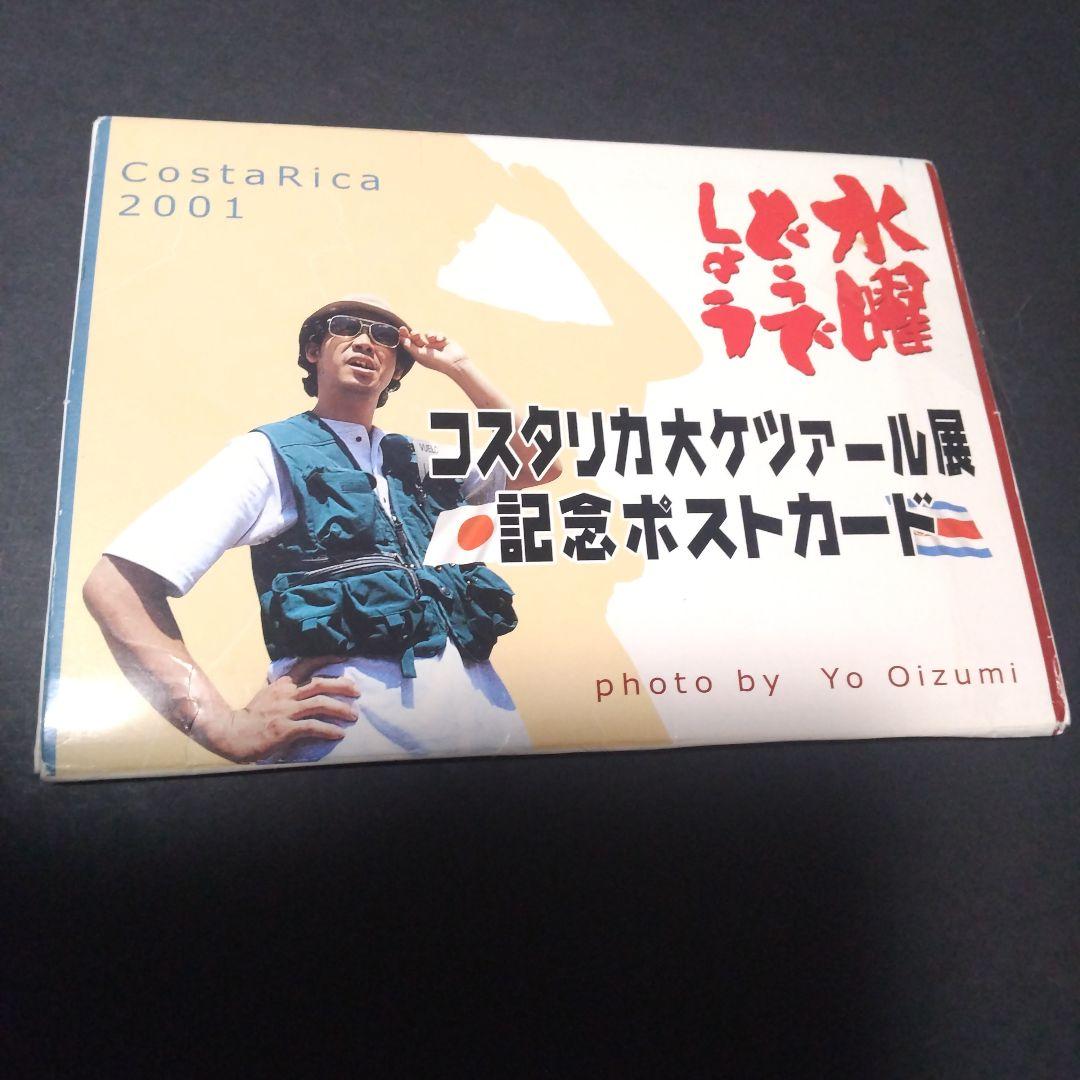 CostaRica
2001
水曜
どうで
しょう
VUELO
コスタリカ大ケツァール展
記念ポストカード
photo by Yo Oizumi